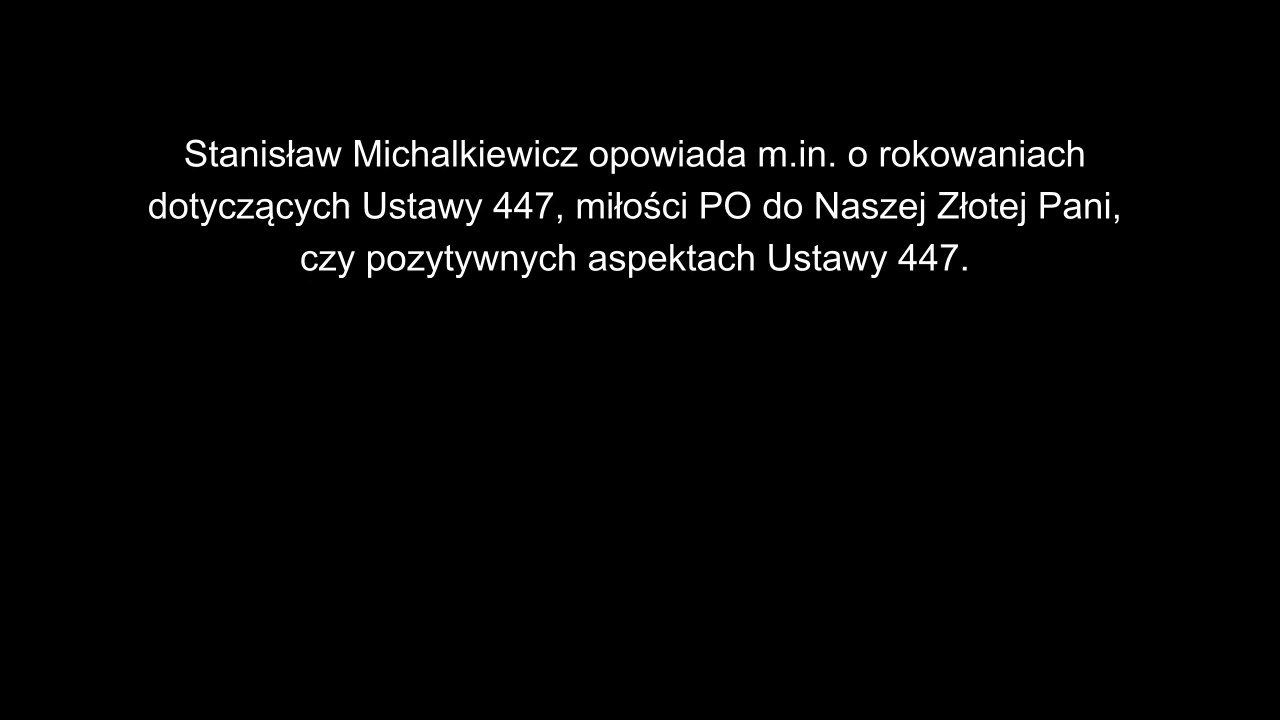 Stanisław Michalkiewicz opowiada m.in. o rokowaniach
dotyczących Ustawy 447, miłości PO do Naszej Złotej Pani,
czy pozytywnych aspektach Ustawy 447.